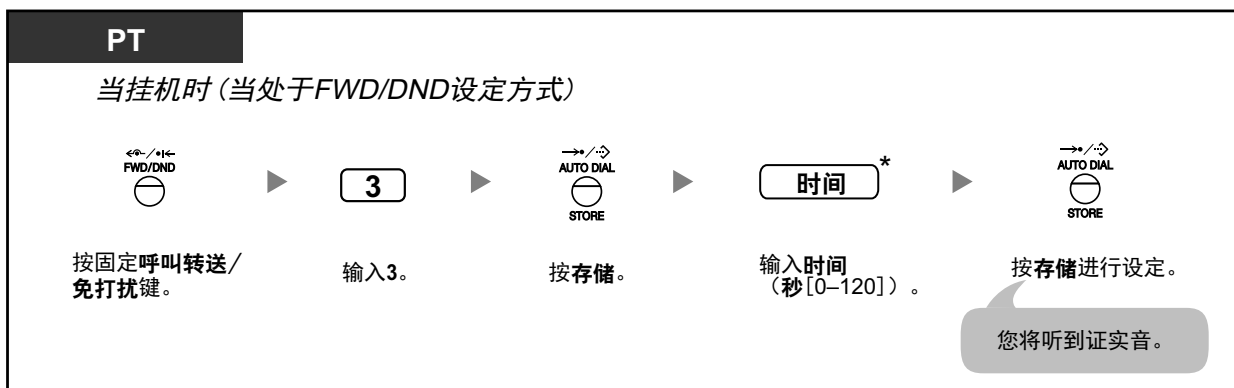 PT
当挂机时（当处于FWD/DND设定方式）
FWD/DND
3
AUTO DIAL
STORE
时间*
AUTO DIAL
STORE
按固定呼叫转送/
免打扰键。
输入3。
按存储。
输入时间
（秒[0–120]）。
按存储进行设定。
您将听到证实音。